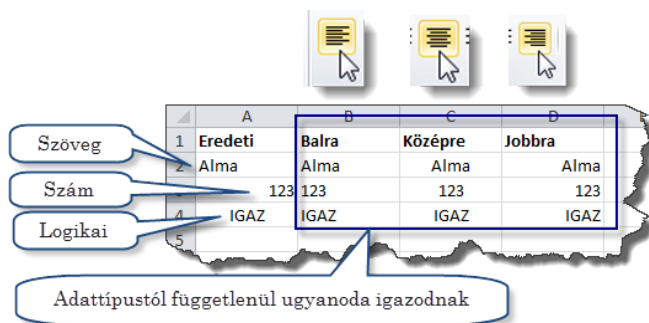 A B C D E
1 Eredeti Balra Középre Jobbra
Szöveg
2 Alma Alma Alma Alma
Szám
3 123 123 123 123
Logikai
4 IGAZ IGAZ IGAZ IGAZ
5
Adattípustól függetlenül ugyanoda igazodnak